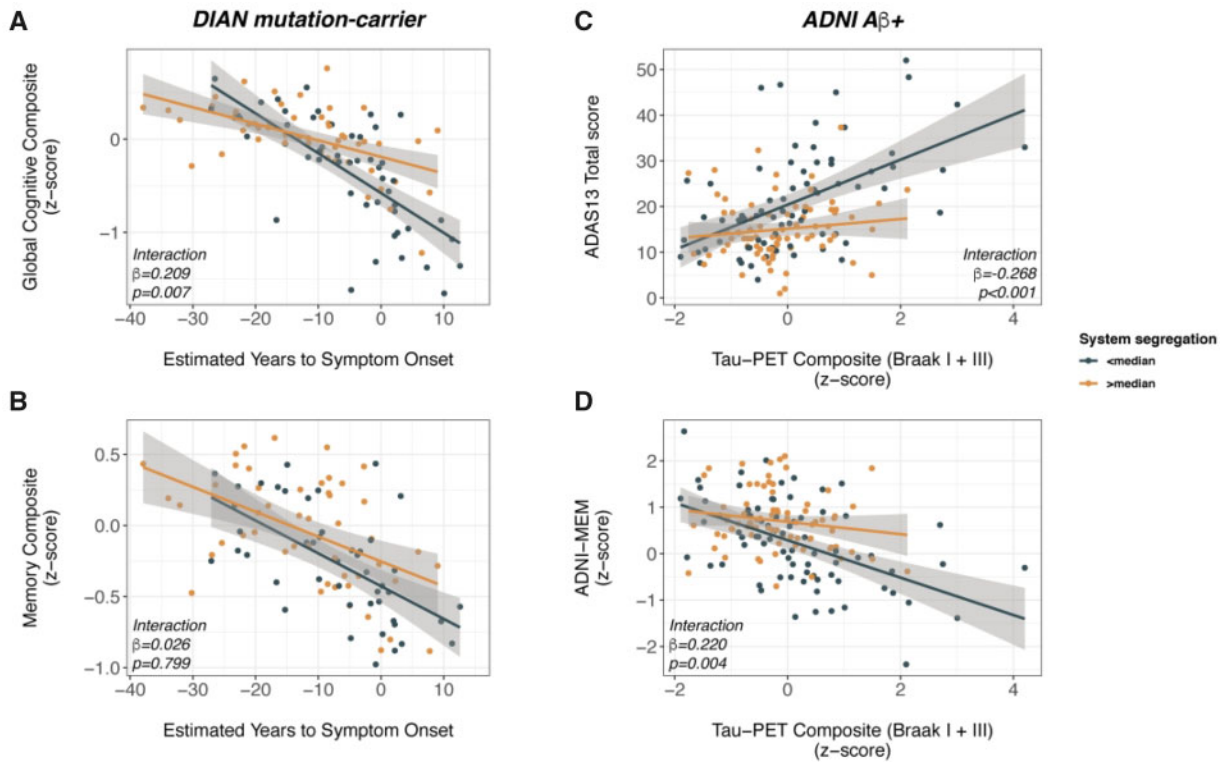 A
DIAN mutation-carrier
Global Cognitive Composite
(z-score)
0
−1
Interaction
β=0.209
p=0.007
−40 −30 −20 −10 0 10
Estimated Years to Symptom Onset
B
Memory Composite
(z-score)
0.5
0.0
−0.5
−1.0
Interaction
β=0.026
p=0.799
−40 −30 −20 −10 0 10
Estimated Years to Symptom Onset
C
ADNI Aβ+
ADAS13 Total score
50
40
30
20
10
0
Interaction
β=-0.268
p<0.001
−2 0 2 4
Tau−PET Composite (Braak I + III)
(z−score)
System segregation
<median
>median
D
ADNI−MEM
(z−score)
2
1
0
−1
−2
Interaction
β=0.220
p=0.004
−2 0 2 4
Tau−PET Composite (Braak I + III)
(z−score)